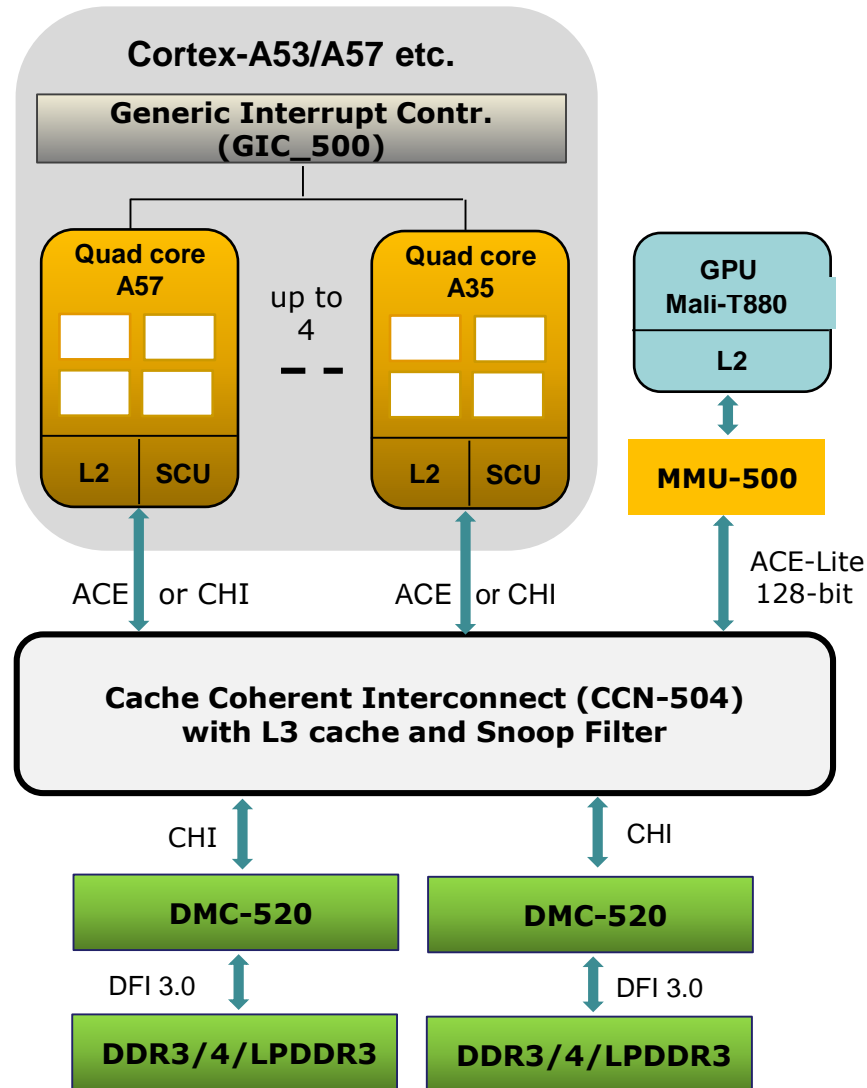 Cortex-A53/A57 etc.
Generic Interrupt Contr.
(GIC_500)
Quad core
A57
up to
4
Quad core
A35
GPU
Mali-T880
L2
L2
SCU
L2
SCU
MMU-500
ACE or CHI
ACE or CHI
ACE-Lite
128-bit
Cache Coherent Interconnect (CCN-504)
with L3 cache and Snoop Filter
CHI
CHI
DMC-520
DMC-520
DFI 3.0
DFI 3.0
DDR3/4/LPDDR3
DDR3/4/LPDDR3